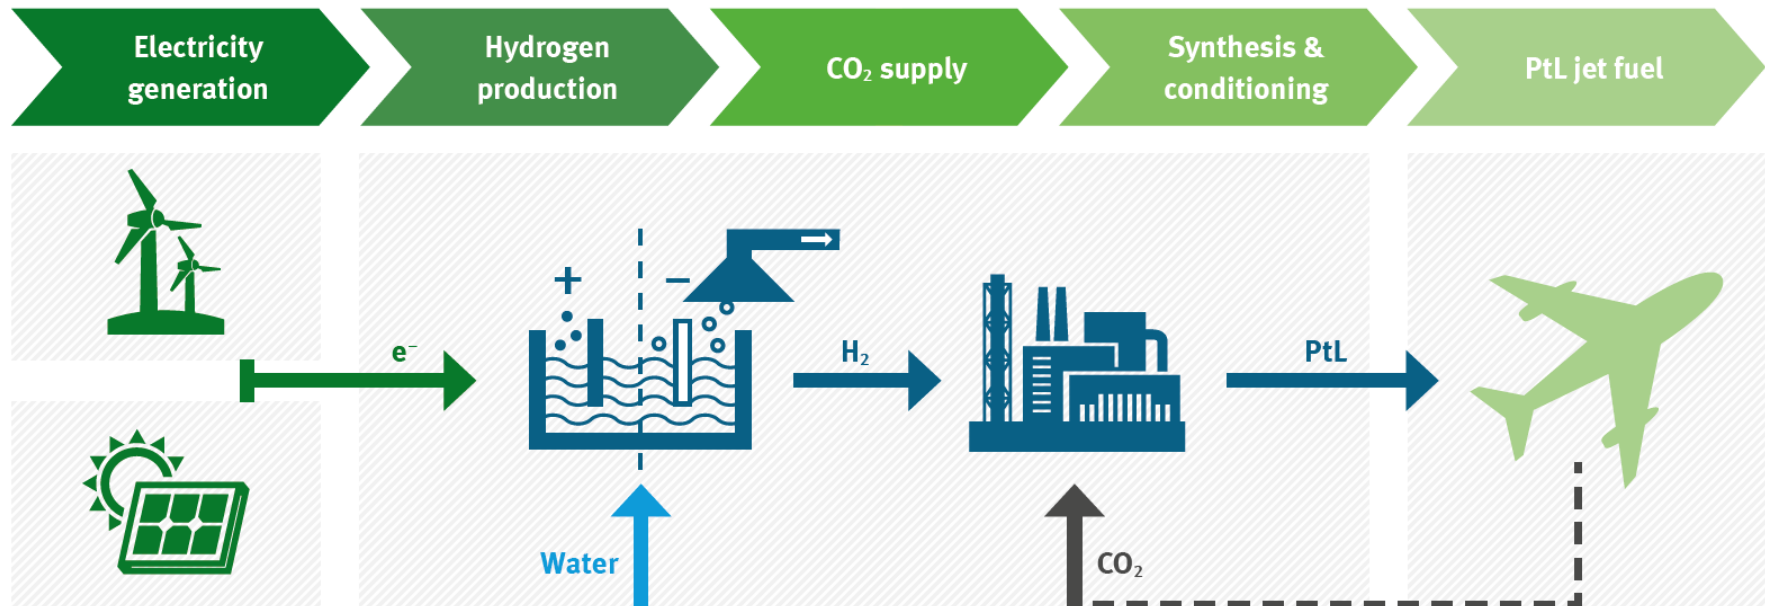 Electricity
generation
Hydrogen
production
CO₂ supply
Synthesis &
conditioning
PtL jet fuel
+
−
e⁻
H₂
PtL
Water
CO₂